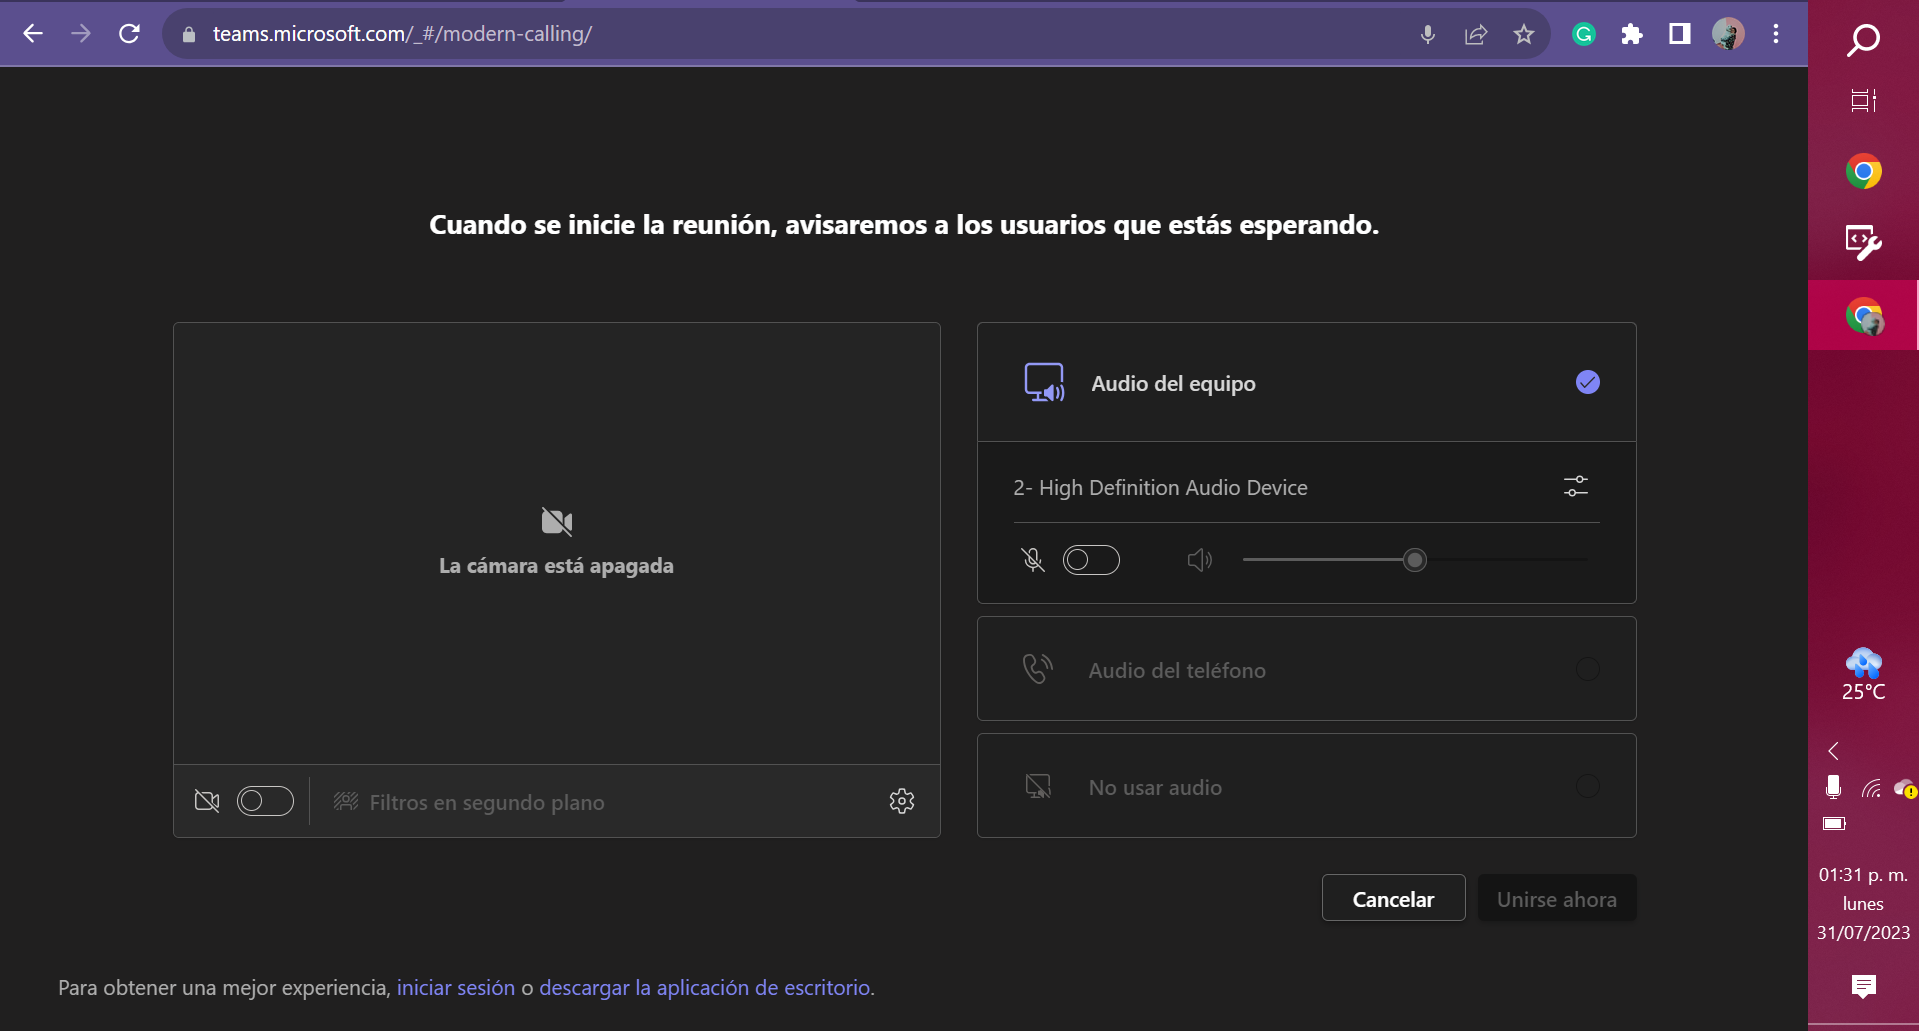 teams.microsoft.com/_#/modern-calling/
Cuando se inicie la reunión, avisaremos a los usuarios que estás esperando.
La cámara está apagada
Filtros en segundo plano
Audio del equipo
2- High Definition Audio Device
Audio del teléfono
No usar audio
Cancelar
Unirse ahora
Para obtener una mejor experiencia, iniciar sesión o descargar la aplicación de escritorio.
25°C
01:31 p. m.
lunes
31/07/2023